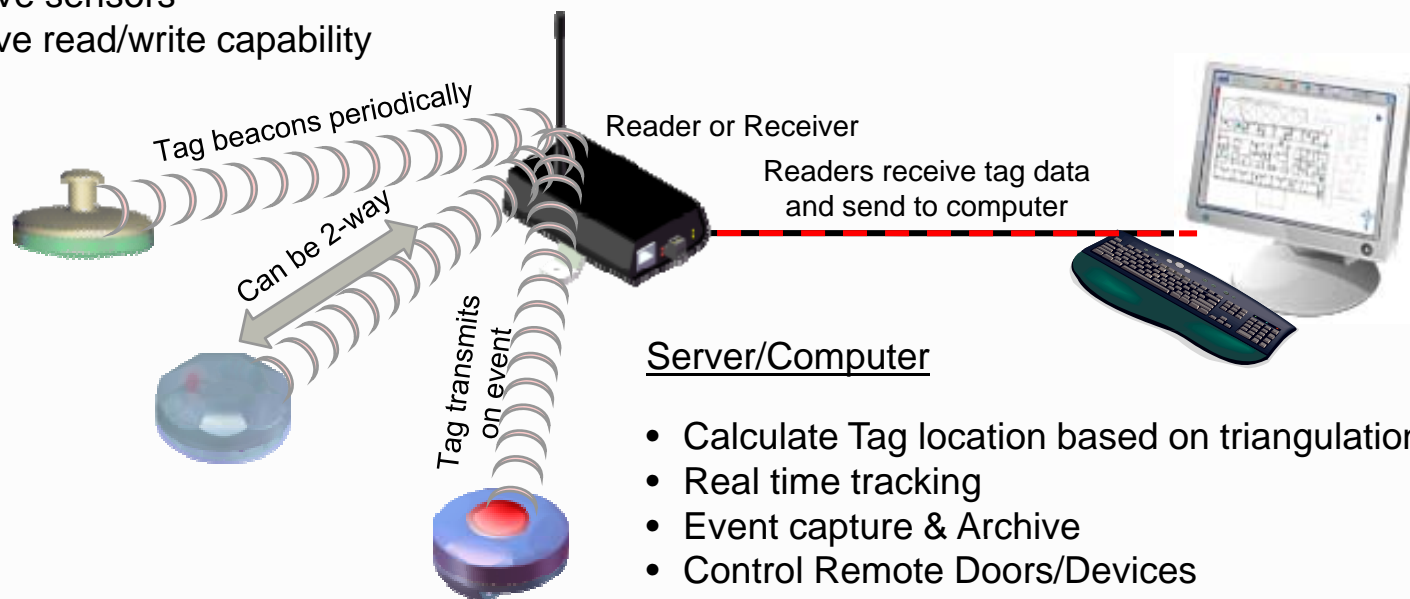 ve sensors
ve read/write capability
Tag beacons periodically
Reader or Receiver
Readers receive tag data
and send to computer
Can be 2-way
Tag transmits
on event
Server/Computer
• Calculate Tag location based on triangulation
• Real time tracking
• Event capture & Archive
• Control Remote Doors/Devices